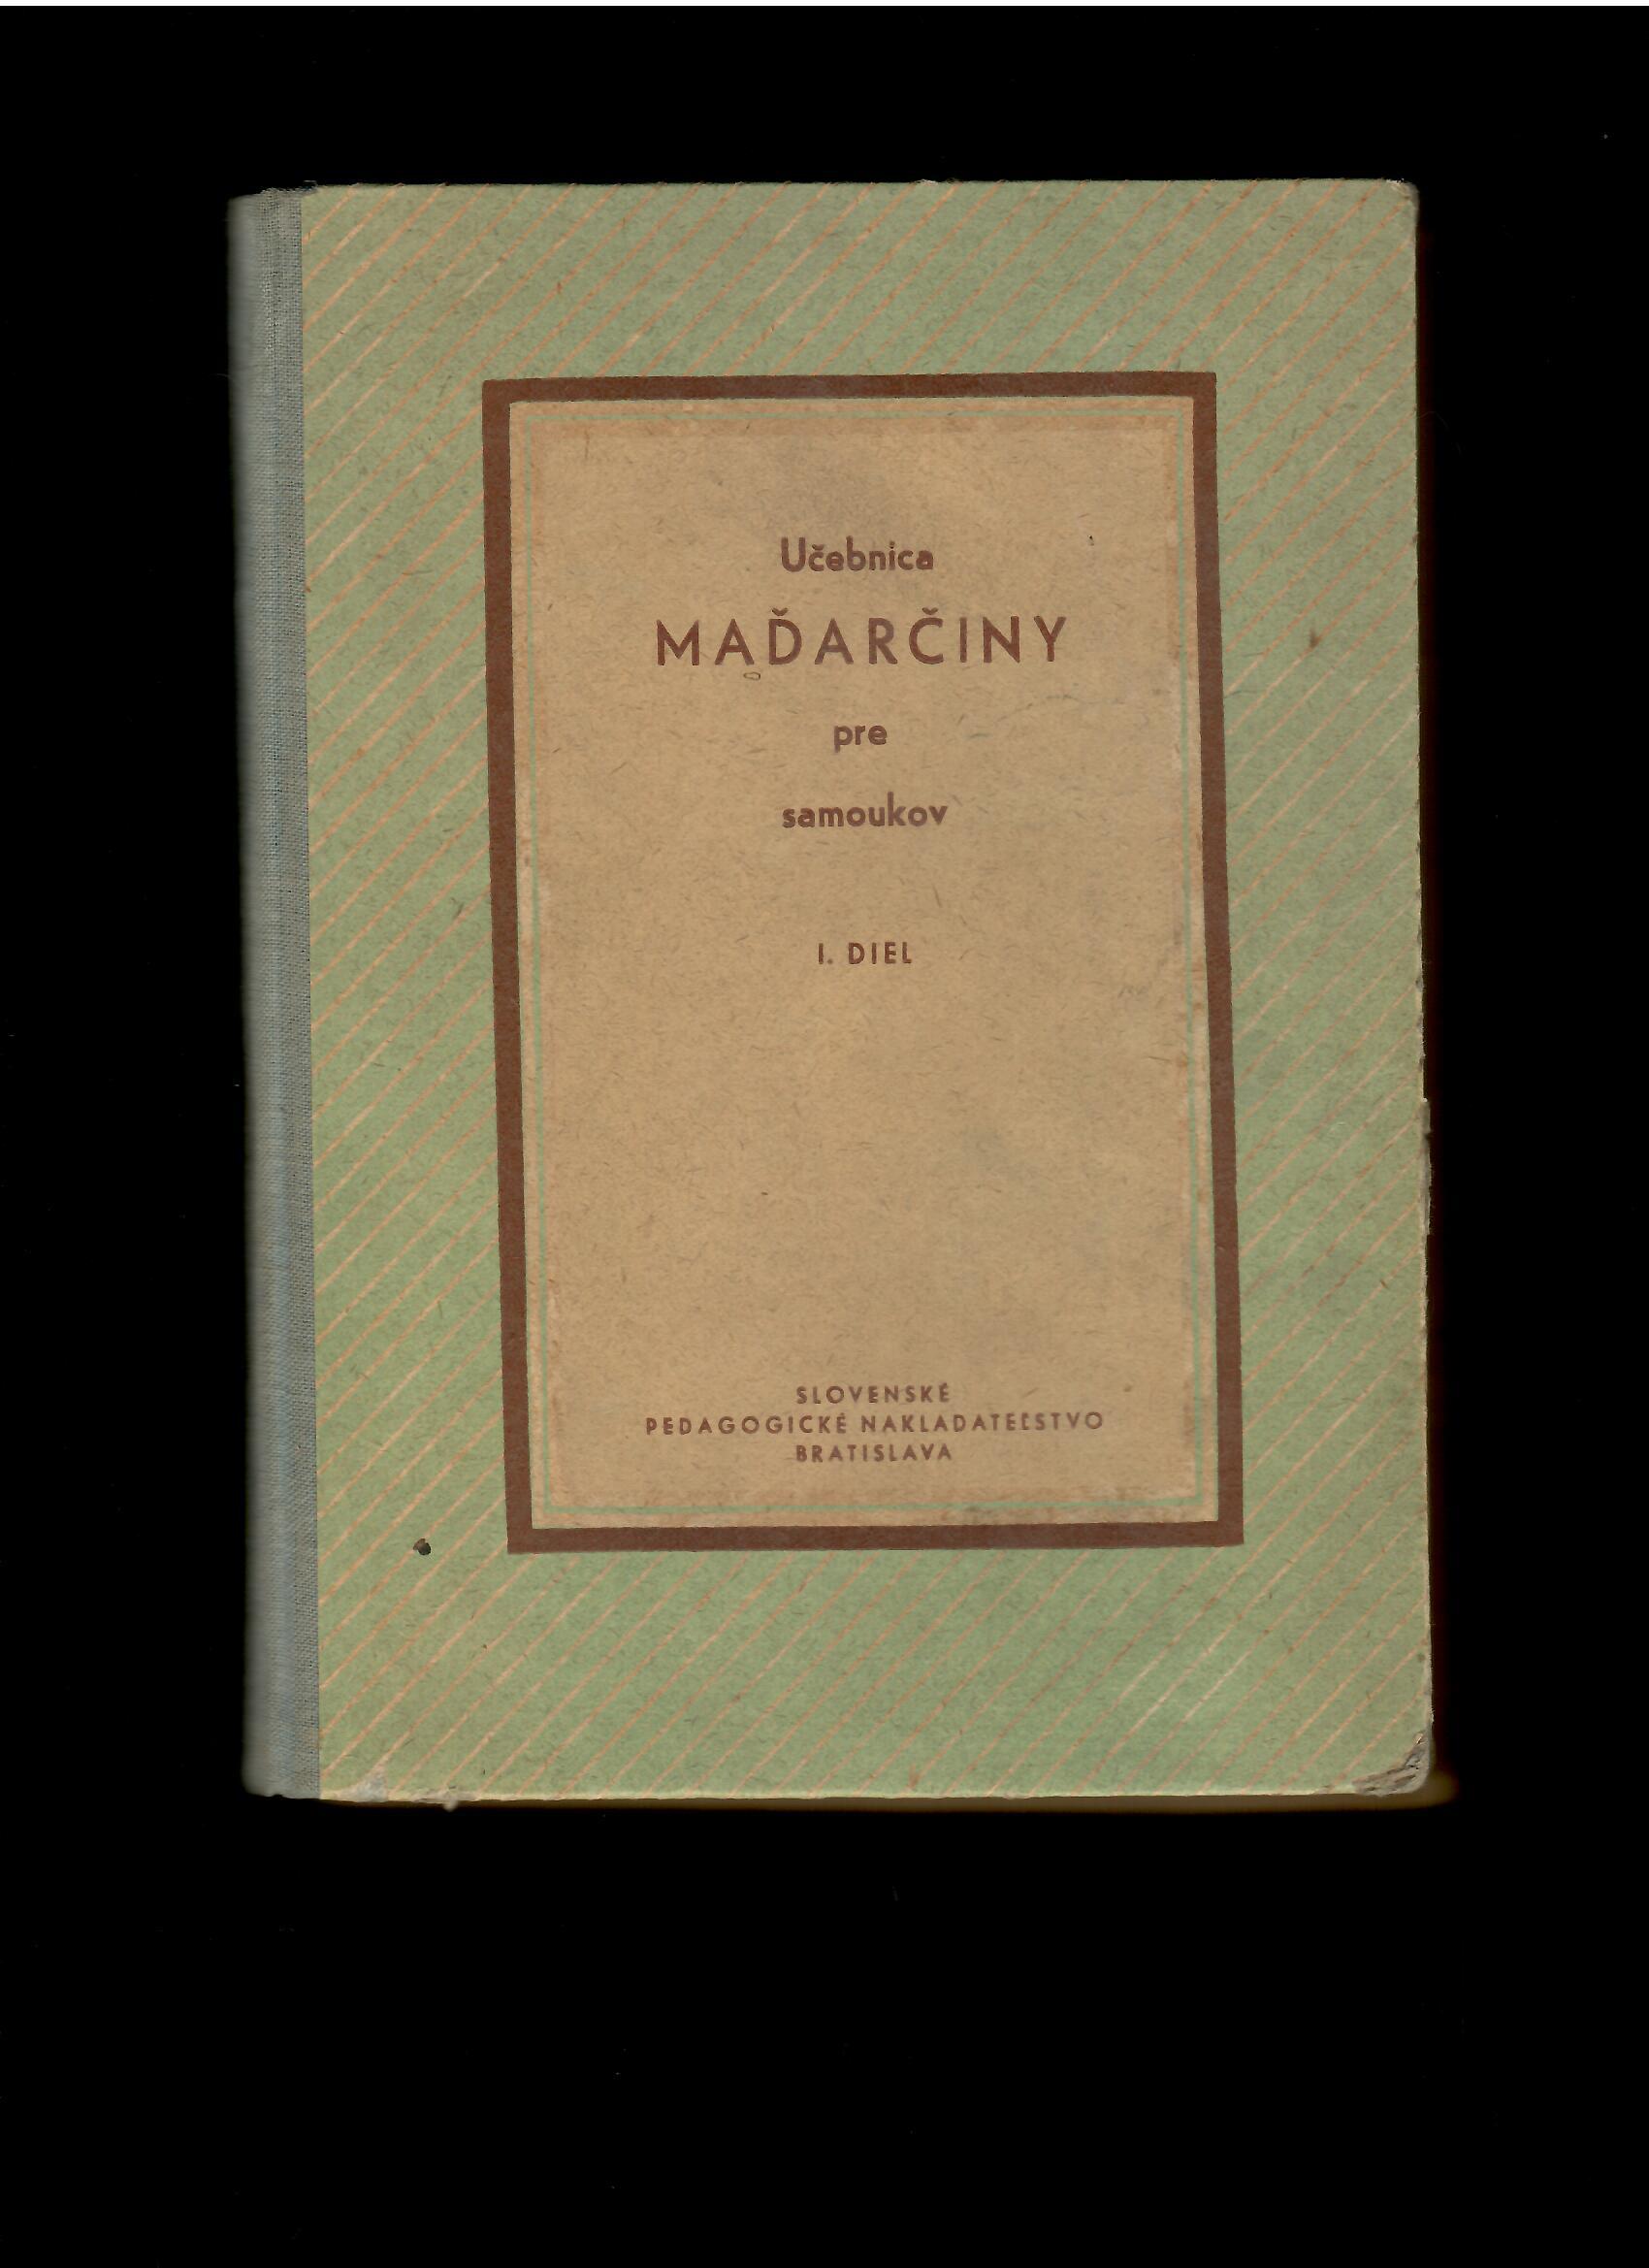 Učebnica
MAĎARČINY
pre
samoukov
I. DIEL
SLOVENSKÉ
PEDAGOGICKÉ NAKLADATEĽSTVO
BRATISLAVA